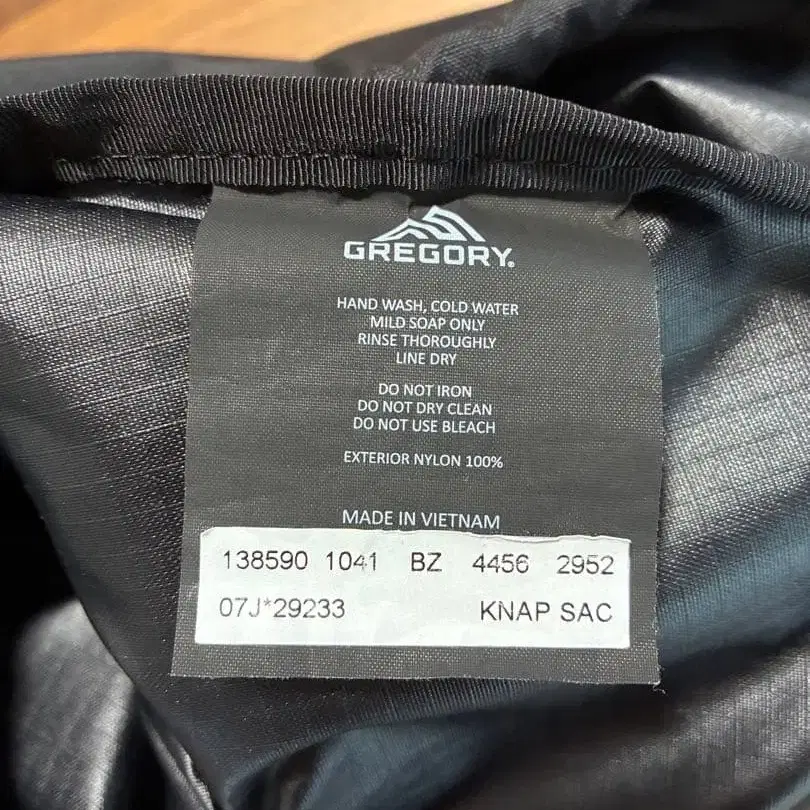 GREGORY.
HAND WASH, COLD WATER
MILD SOAP ONLY
RINSE THOROUGHLY
LINE DRY
DO NOT IRON
DO NOT DRY CLEAN
DO NOT USE BLEACH
EXTERIOR NYLON 100%
MADE IN VIETNAM
138590 1041 BZ 4456 2952
07J*29233 KNAP SAC